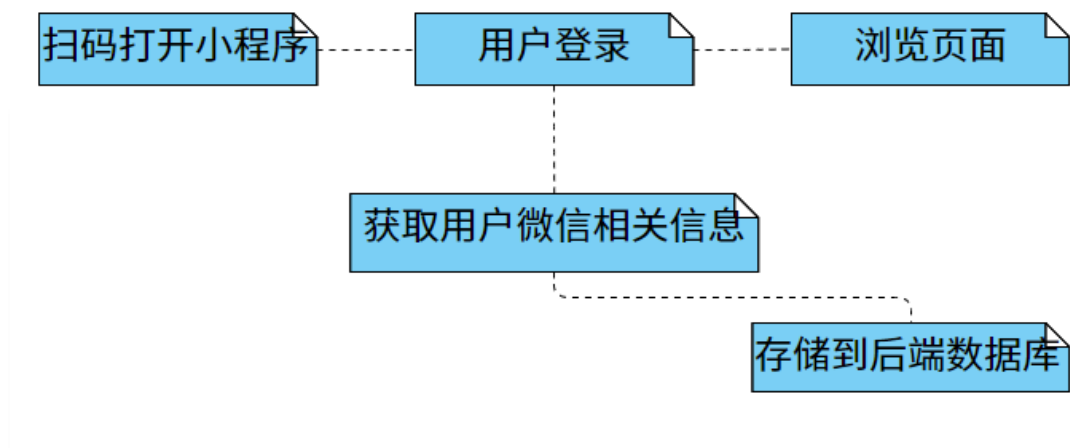 扫码打开小程序
用户登录
浏览页面
获取用户微信相关信息
存储到后端数据库